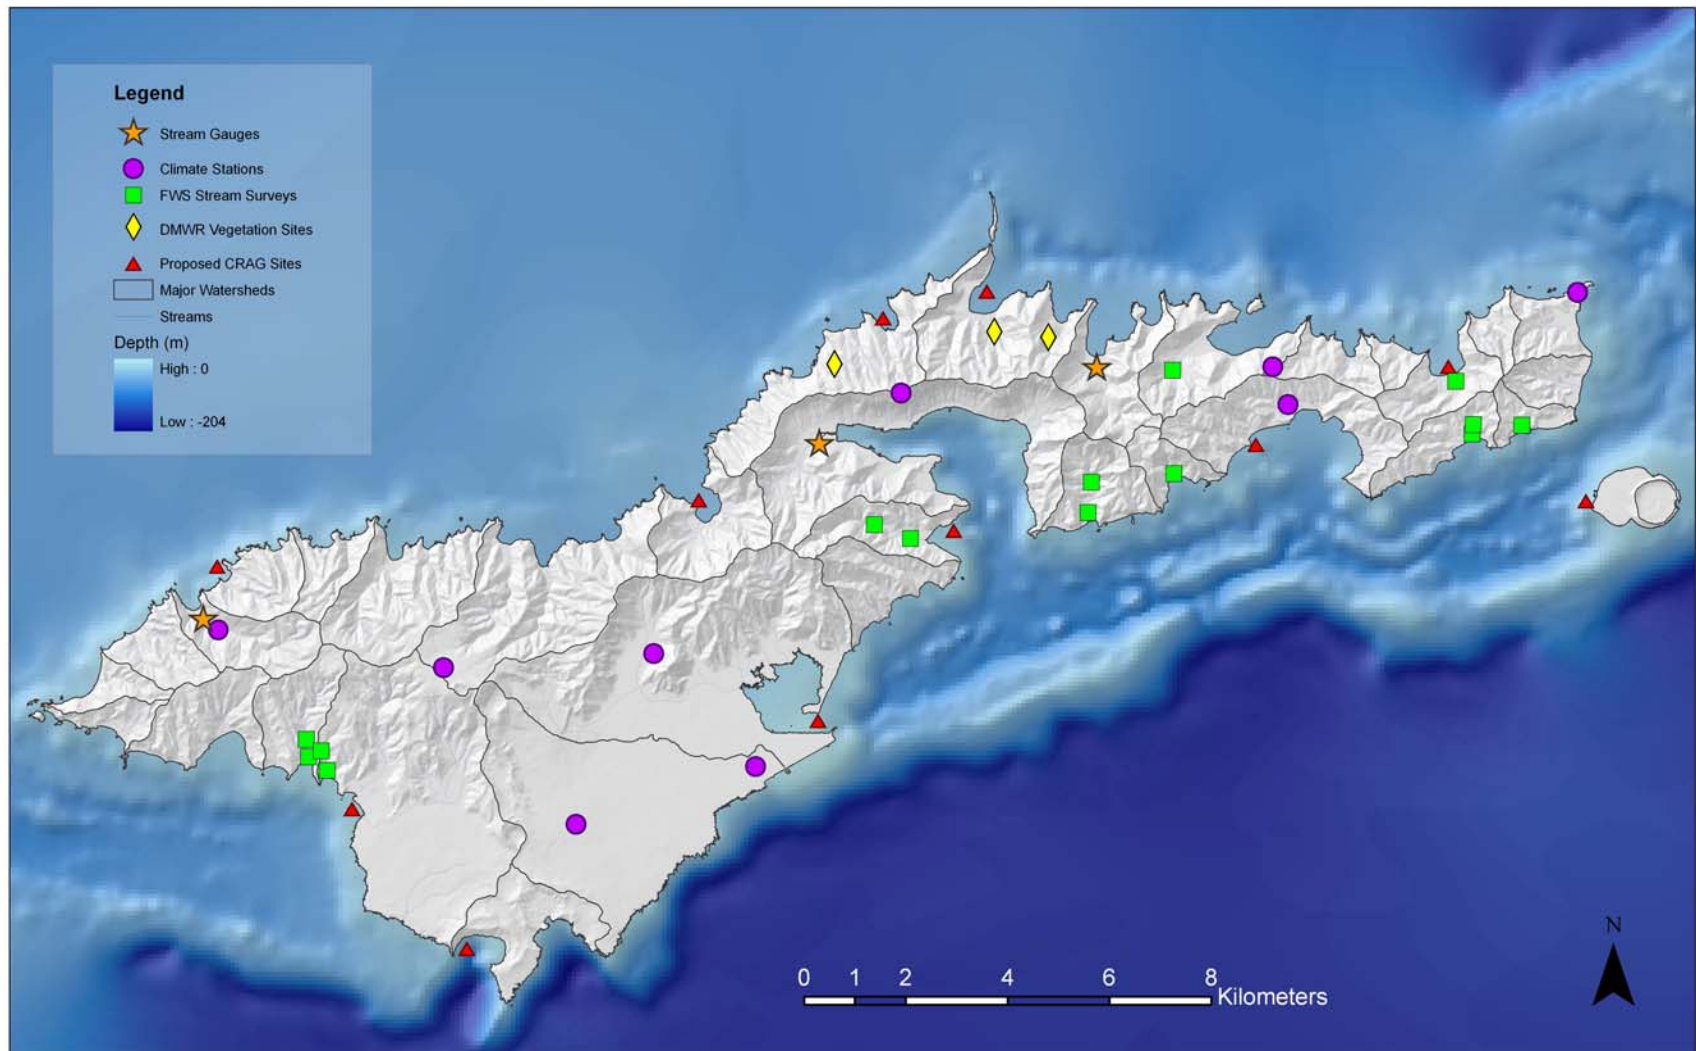 Legend
Stream Gauges
Climate Stations
FWS Stream Surveys
DMWR Vegetation Sites
Proposed CRAG Sites
Major Watersheds
Streams
Depth (m)
High : 0
Low : -204
N
0 1 2 4 6 8
Kilometers